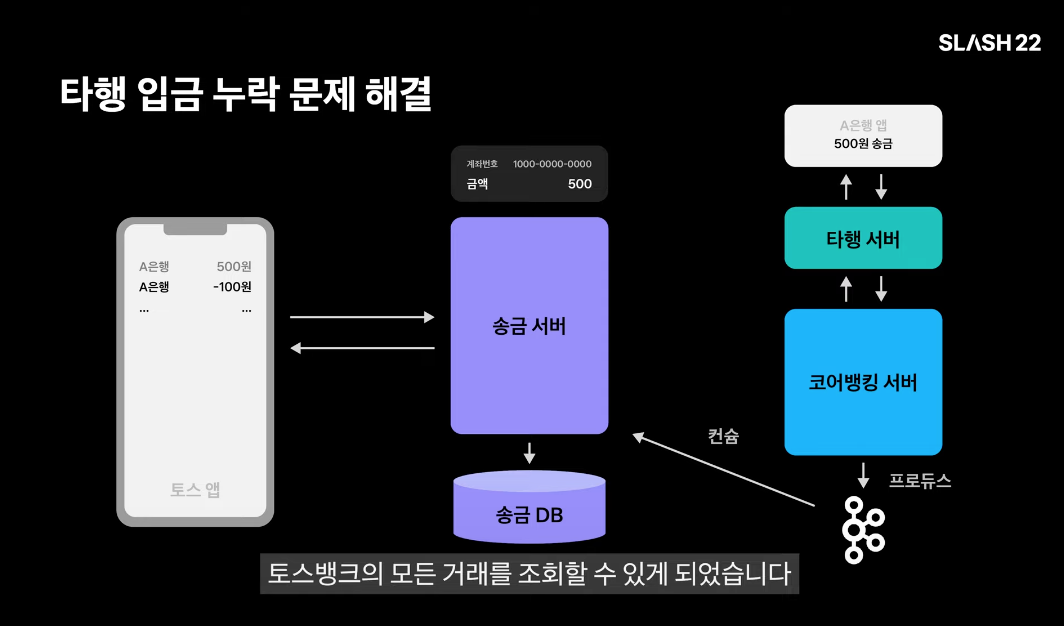 SLASH 22
타행 입금 누락 문제 해결
A은행 앱
500원 송금
계좌번호 1000-0000-0000
금액 500
타행 서버
A은행 500원
A은행 -100원
... ...
송금 서버
코어뱅킹 서버
컨슘
프로듀스
토스 앱
송금 DB
토스뱅크의 모든 거래를 조회할 수 있게 되었습니다